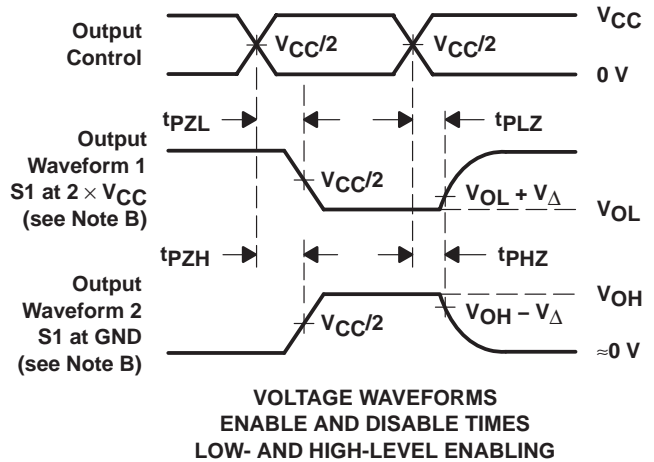 Output
Control
VCC/2
VCC/2
VCC
0 V
tPZL
tPLZ
Output
Waveform 1
S1 at 2 × VCC
(see Note B)
VCC/2
VOL + VΔ
VOL
tPZH
tPHZ
Output
Waveform 2
S1 at GND
(see Note B)
VCC/2
VOH − VΔ
VOH
≈0 V
VOLTAGE WAVEFORMS
ENABLE AND DISABLE TIMES
LOW- AND HIGH-LEVEL ENABLING